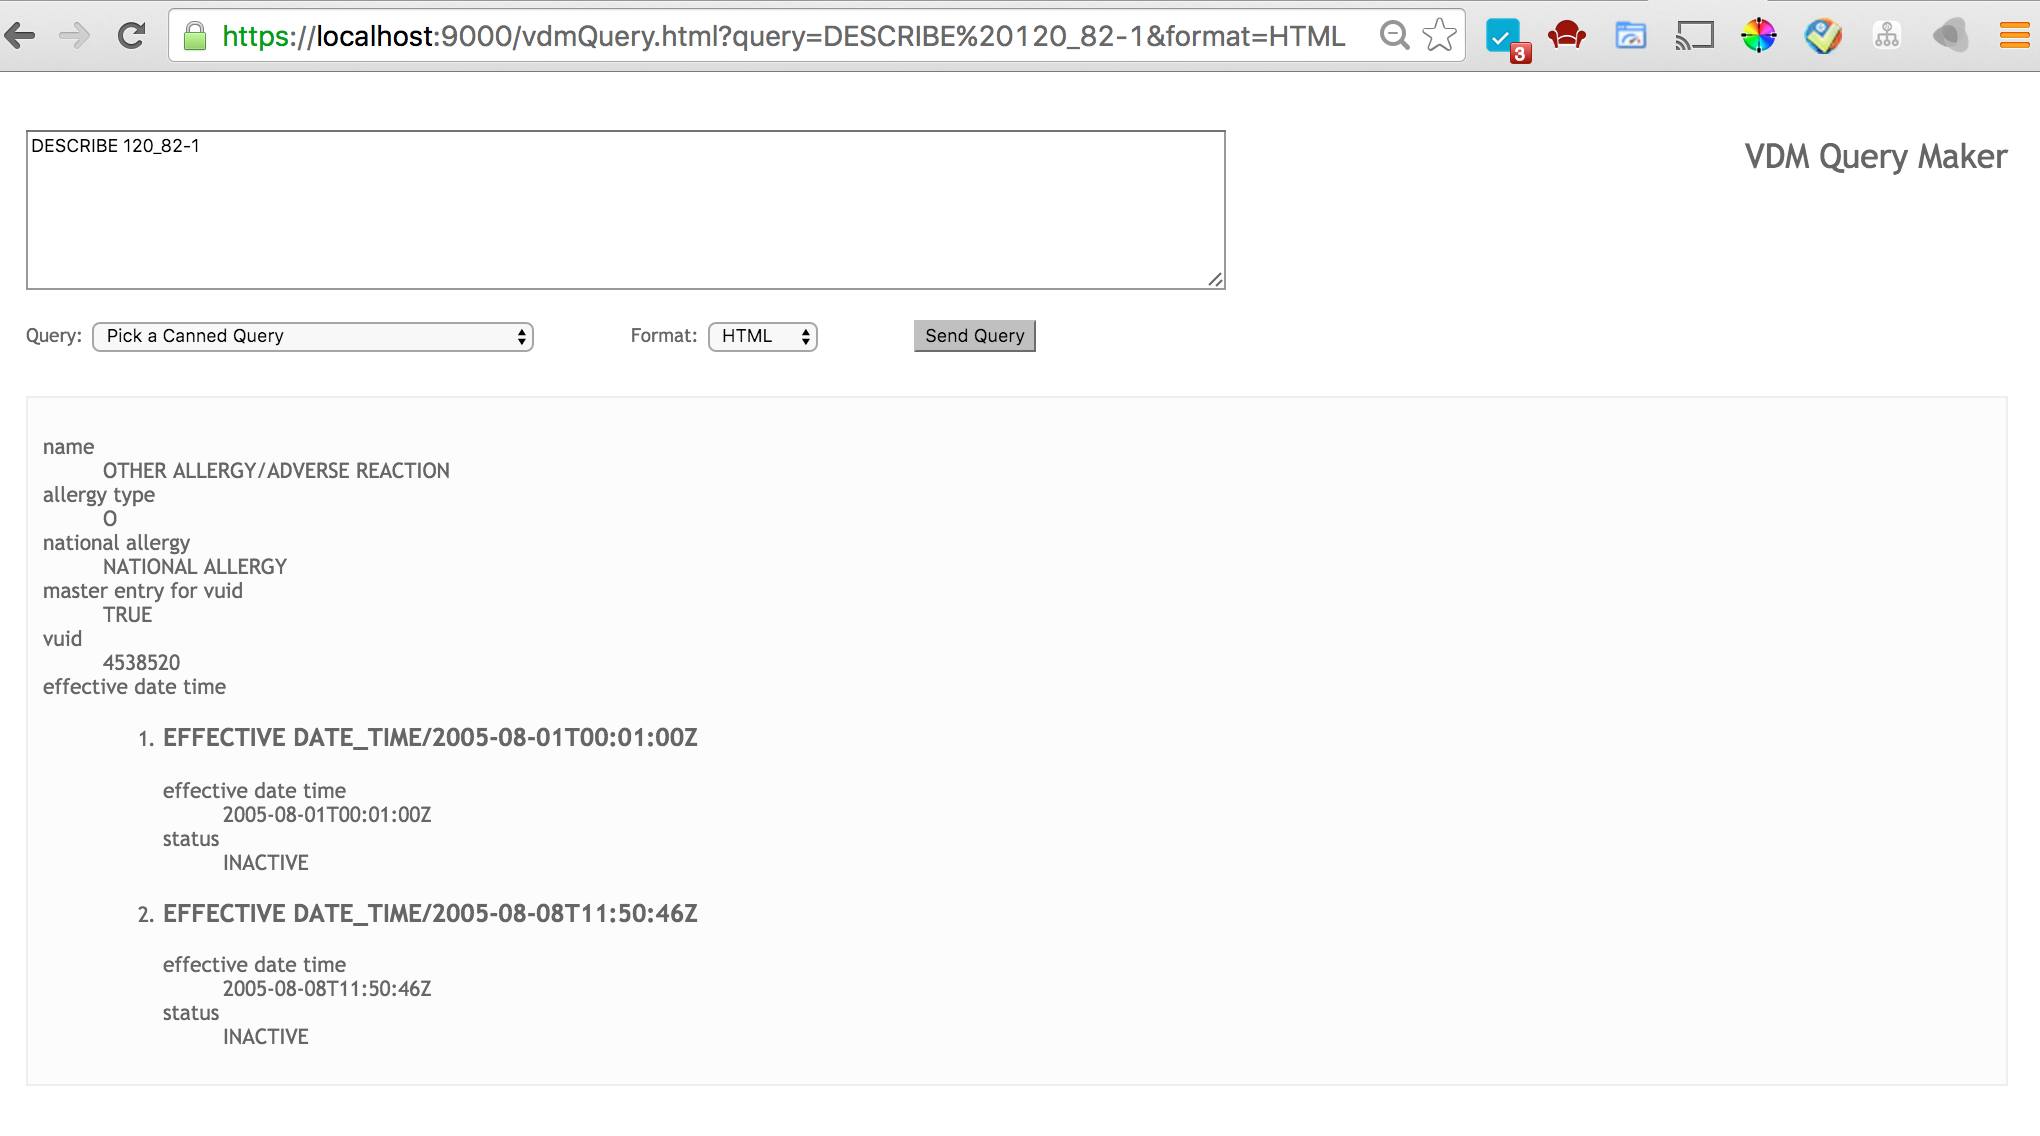 https://localhost:9000/vdmQuery.html?query=DESCRIBE%20120_82-1&format=HTML
3
DESCRIBE 120_82-1
VDM Query Maker
Query: Pick a Canned Query Format: HTML Send Query
name
OTHER ALLERGY/ADVERSE REACTION
allergy type
O
national allergy
NATIONAL ALLERGY
master entry for vuid
TRUE
vuid
4538520
effective date time
1. EFFECTIVE DATE_TIME/2005-08-01T00:01:00Z
effective date time
2005-08-01T00:01:00Z
status
INACTIVE
2. EFFECTIVE DATE_TIME/2005-08-08T11:50:46Z
effective date time
2005-08-08T11:50:46Z
status
INACTIVE